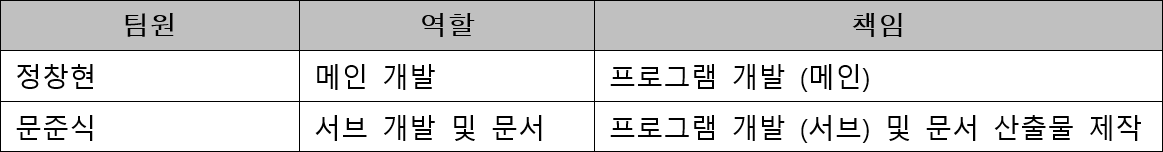 팀원 역할 책임
정창현 메인 개발 프로그램 개발 (메인)
문준식 서브 개발 및 문서 프로그램 개발 (서브) 및 문서 산출물 제작